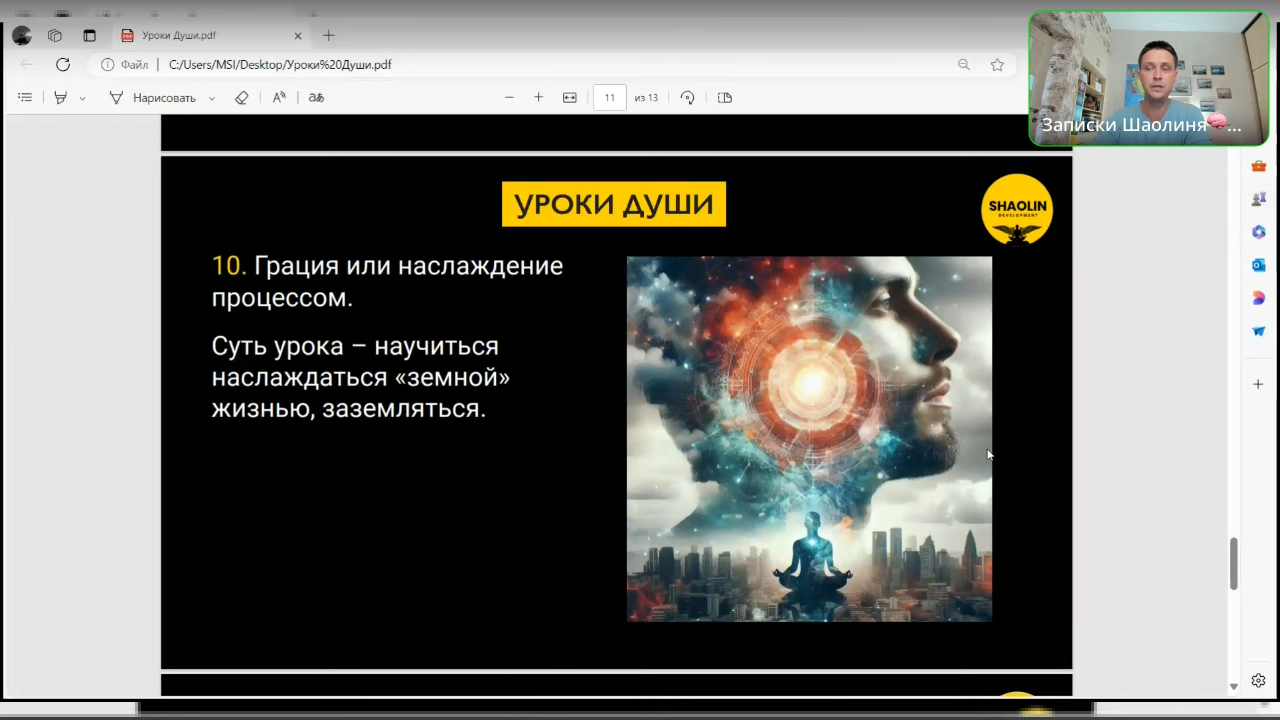 Уроки Души.pdf
Файл
C:/Users/MSI/Desktop/Уроки%20Души.pdf
Нарисовать
11 из 13
Записки Шаолиня🧠...
УРОКИ ДУШИ
SHAOLIN
DEVELOPMENT
10. Грация или наслаждение
процессом.
Суть урока – научиться
наслаждаться «земной»
жизнью, заземляться.